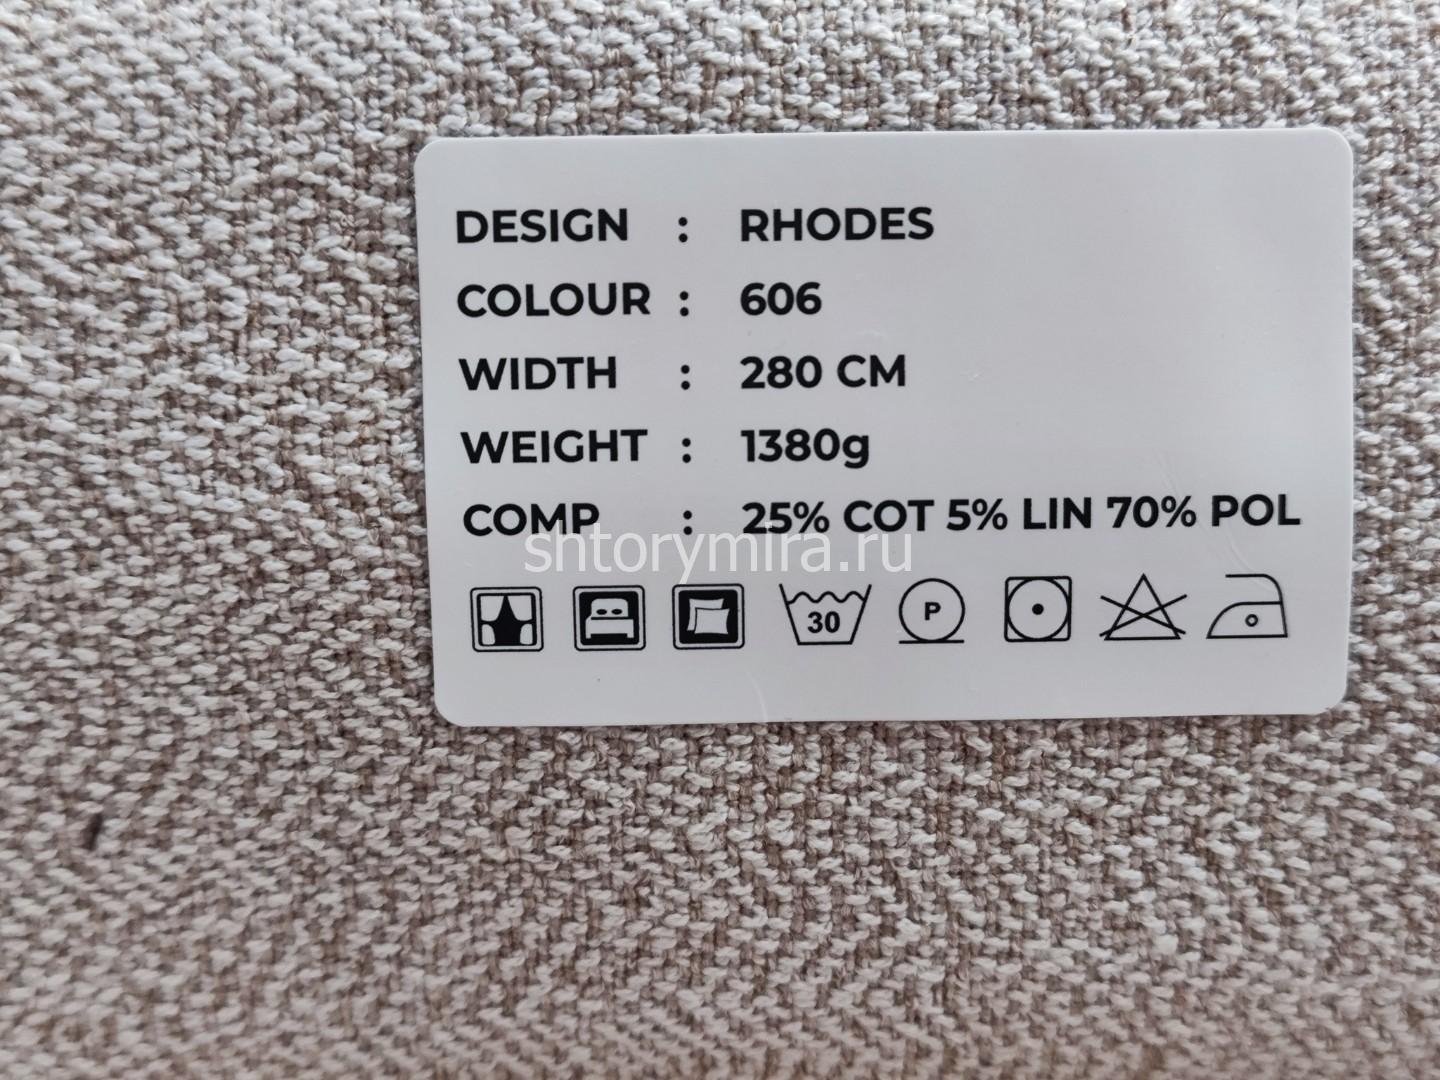 DESIGN : RHODES
COLOUR : 606
WIDTH : 280 CM
WEIGHT : 1380g
COMP : 25% COT 5% LIN 70% POL
shtorymira.ru
30 P